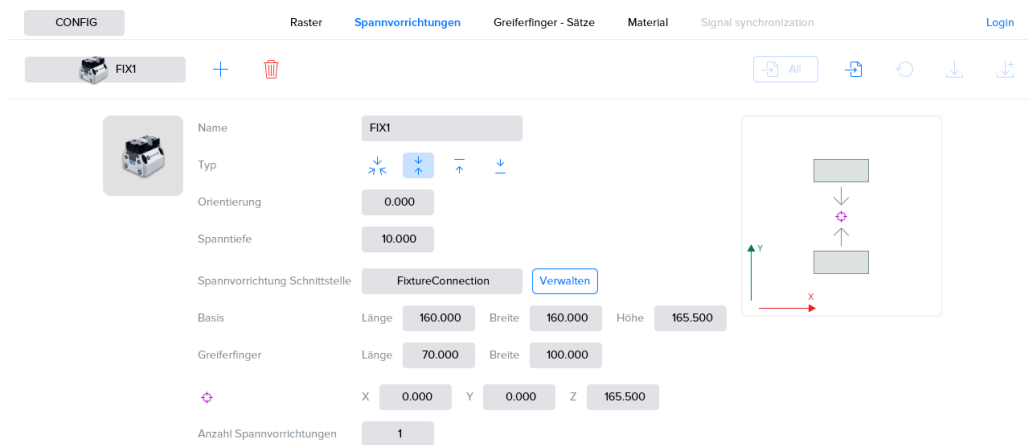 CONFIG Raster Spannvorrichtungen Greiferfinger - Sätze Material Signal synchronization Login
FIX1 All
Name FIX1
Typ
Orientierung 0.000
Spanntiefe 10.000
Spannvorrichtung Schnittstelle FixtureConnection Verwalten
Basis Länge 160.000 Breite 160.000 Höhe 165.500
Greiferfinger Länge 70.000 Breite 100.000
X 0.000 Y 0.000 Z 165.500
Anzahl Spannvorrichtungen 1
Y
X